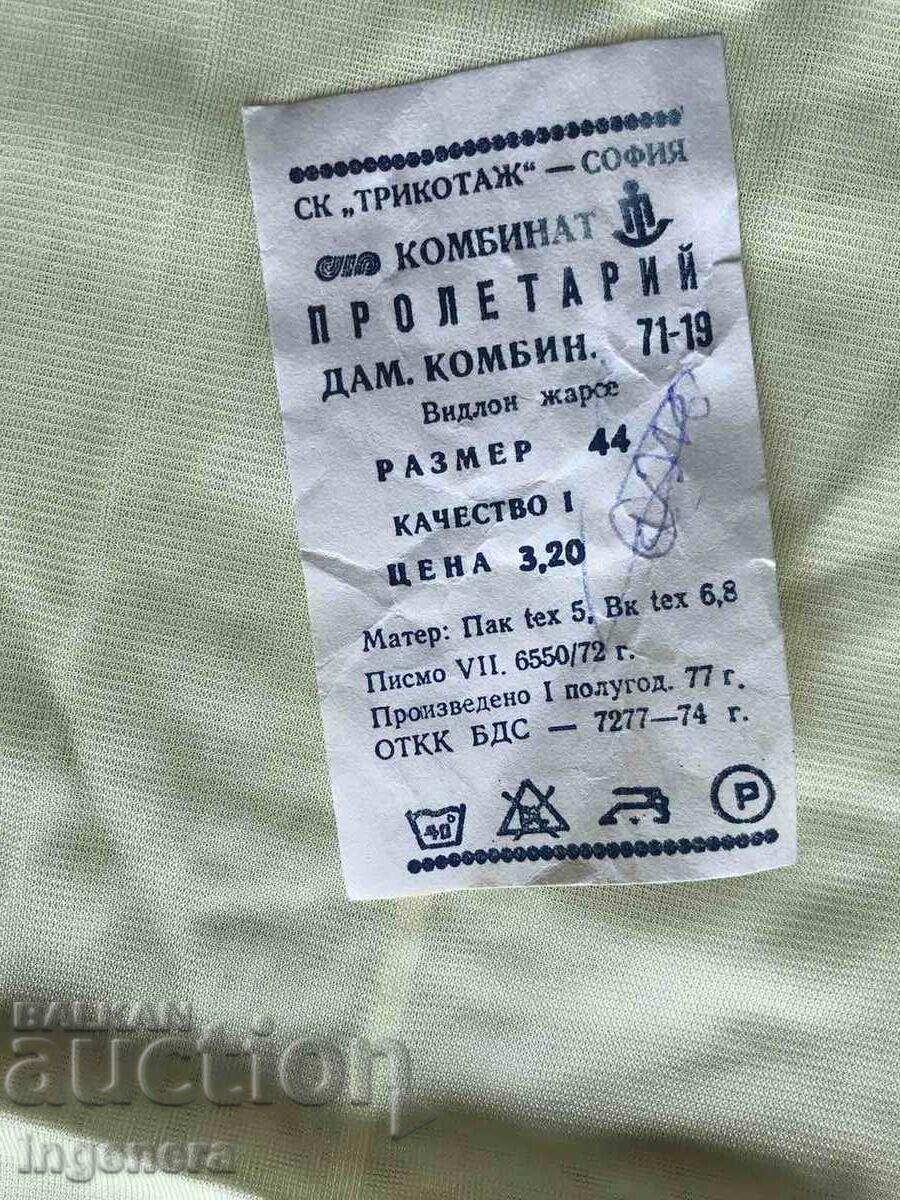 СК „ТРИКОТАЖ“ — СОФИЯ
КОМБИНАТ
ПРОЛЕТАРИЙ
ДАМ. КОМБИН. 71-19
Видлон жарсе
РАЗМЕР 44
КАЧЕСТВО I
ЦЕНА 3,20
Матер: Пак tex 5, Вк tex 6,8
Писмо VII. 6550/72 г.
Произведено I полугод. 77 г.
ОТКК БДС — 7277—74 г.
40° P
BALKAN
auction
ingenera